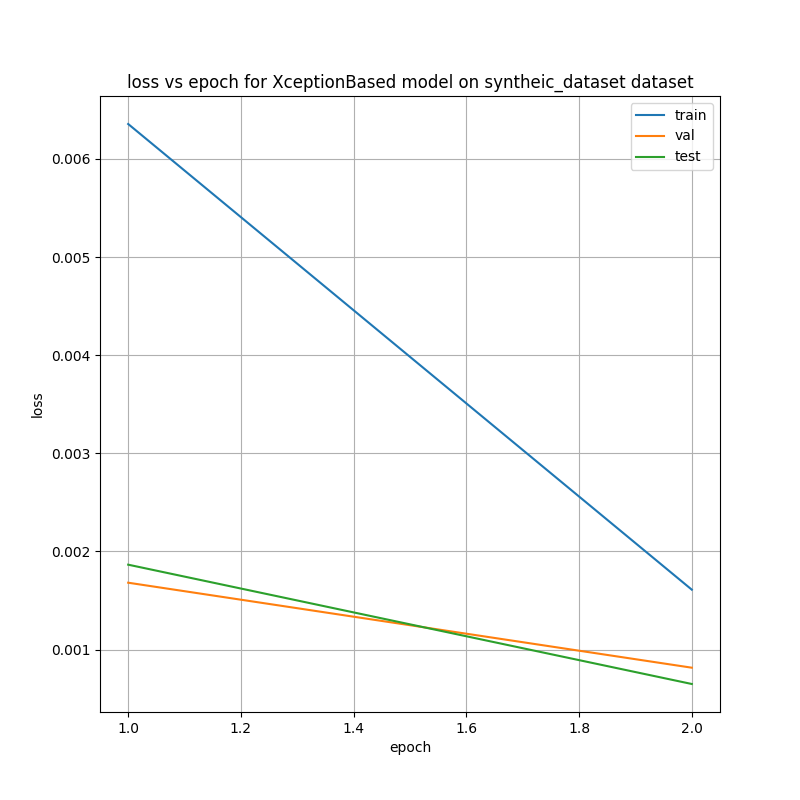 loss vs epoch for XceptionBased model on syntheic_dataset dataset
train
val
test
0.006
0.005
0.004
0.003
0.002
0.001
loss
1.0 1.2 1.4 1.6 1.8 2.0
epoch